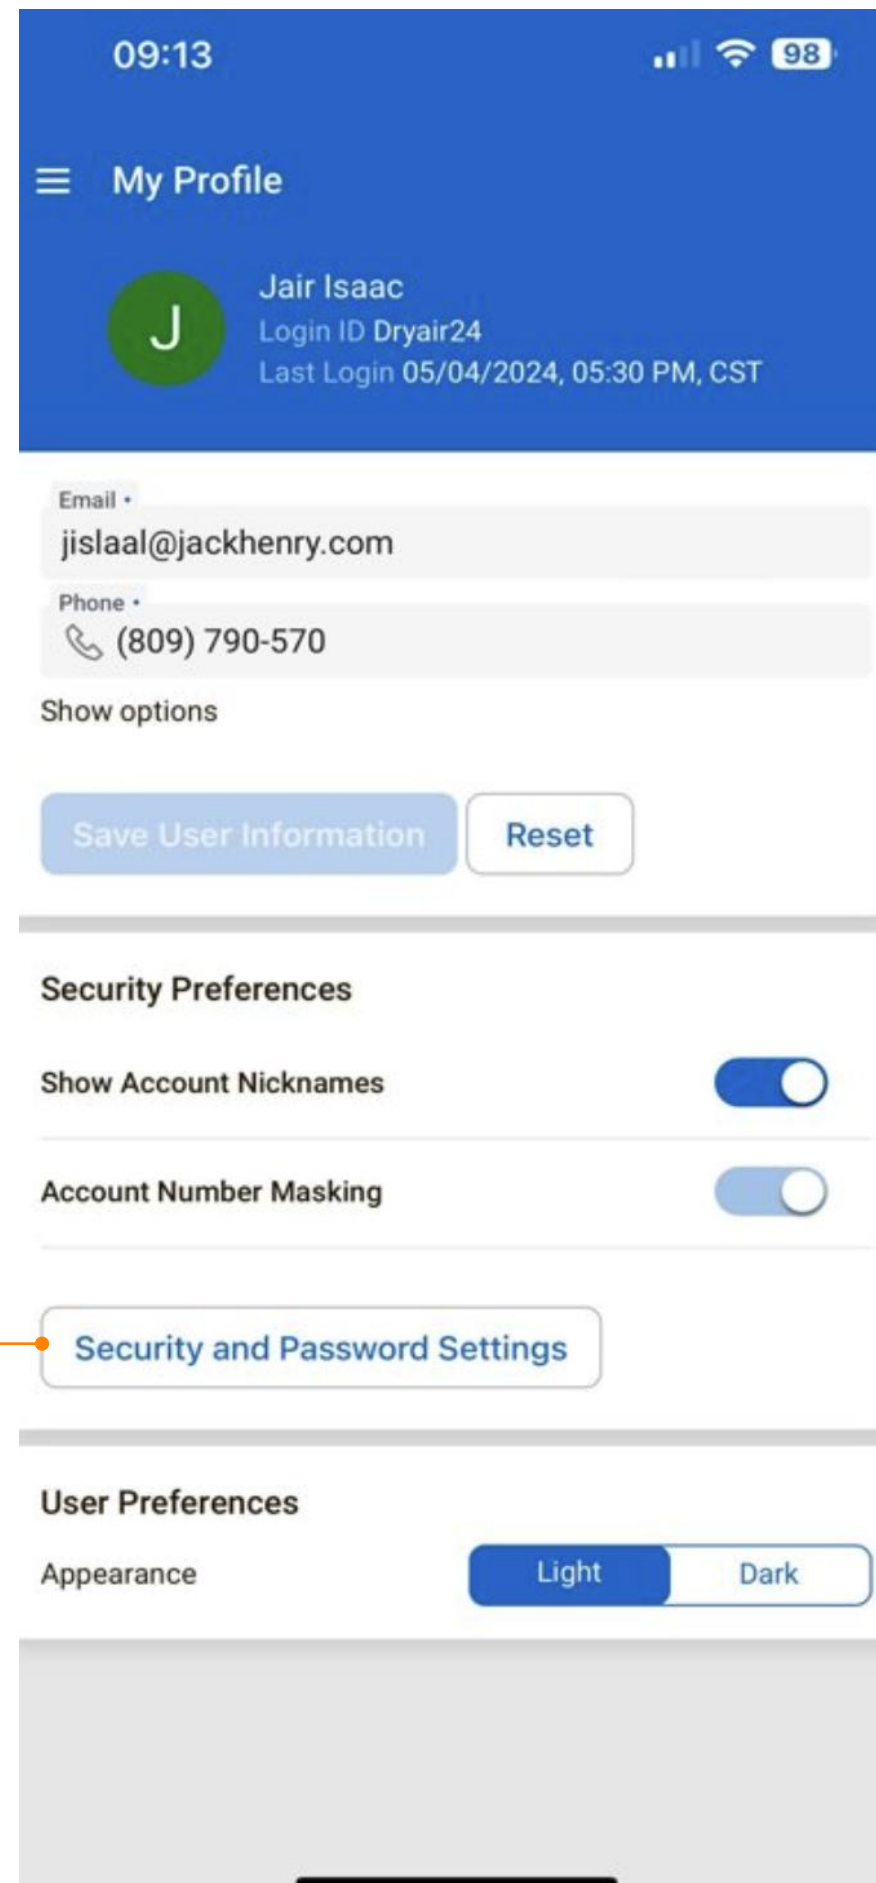 09:13
98
My Profile
J
Jair Isaac
Login ID Dryair24
Last Login 05/04/2024, 05:30 PM, CST
Email •
jislaal@jackhenry.com
Phone •
(809) 790-570
Show options
Save User Information
Reset
Security Preferences
Show Account Nicknames
Account Number Masking
Security and Password Settings
User Preferences
Appearance
Light
Dark